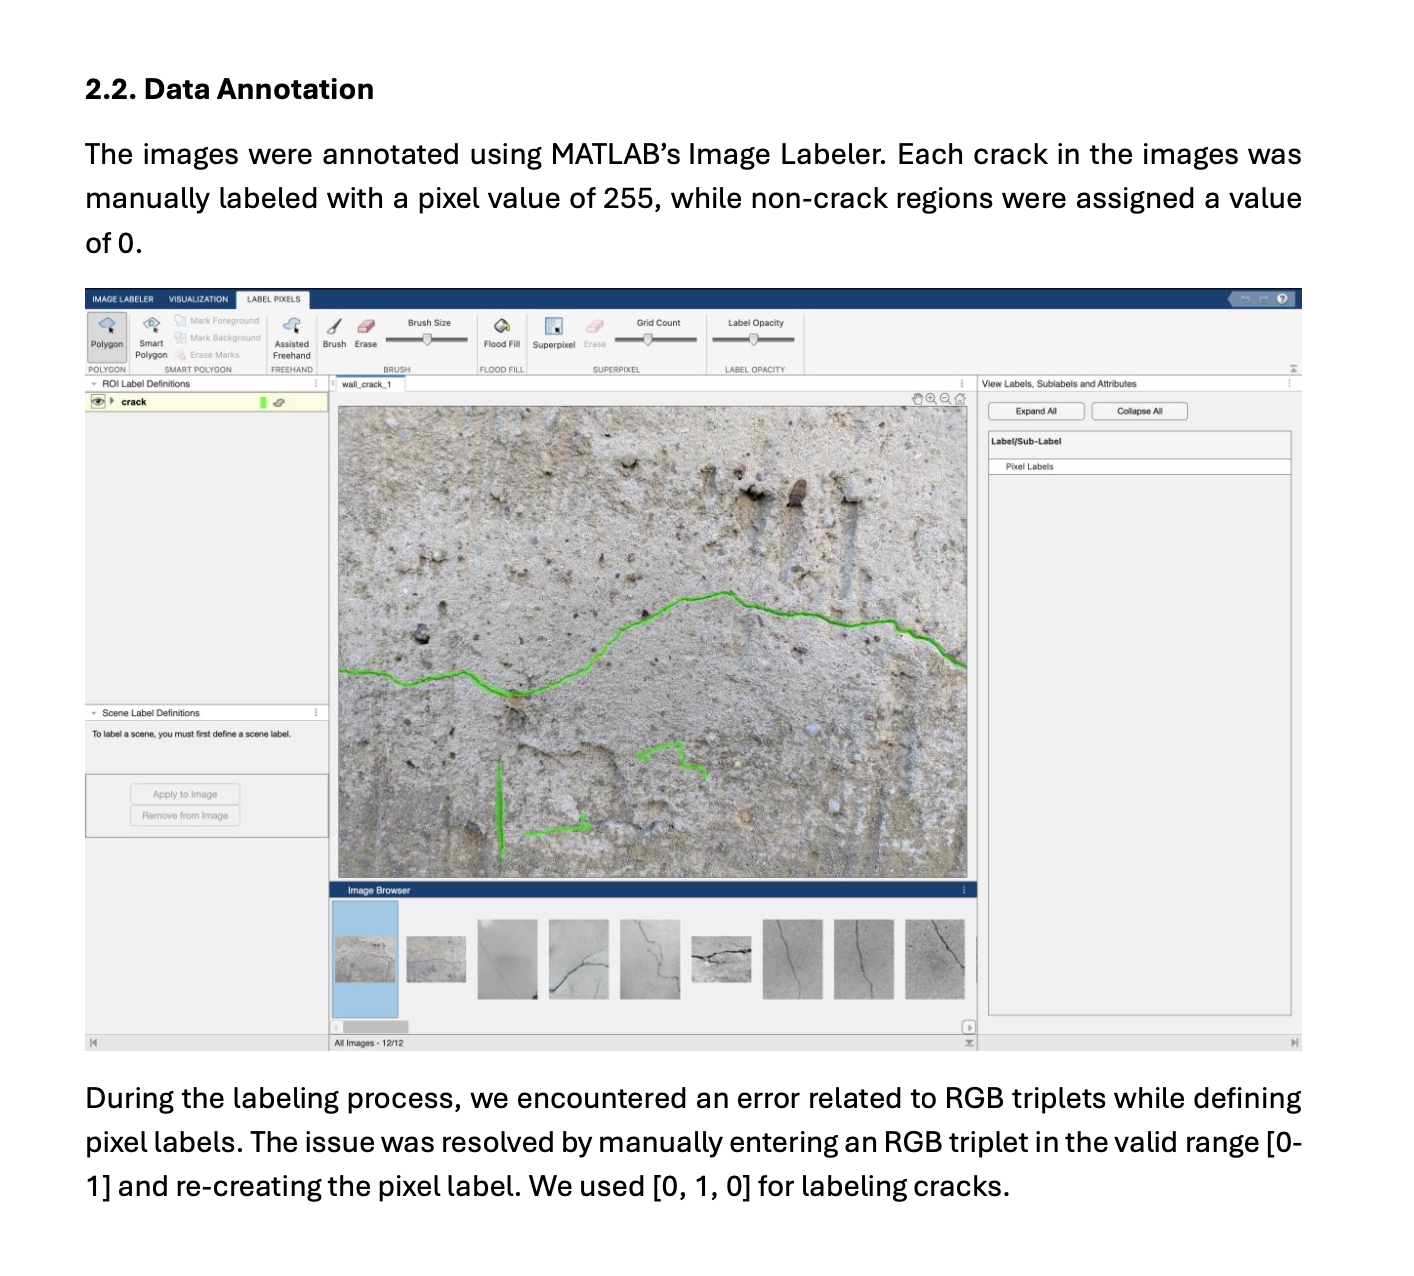 2.2. Data Annotation
The images were annotated using MATLAB’s Image Labeler. Each crack in the images was
manually labeled with a pixel value of 255, while non-crack regions were assigned a value
of 0.
IMAGE LABELER VISUALIZATION LABEL PIXELS
Polygon
Smart
Polygon
Mark Foreground
Mark Background
Erase Marks
Assisted
Freehand
Brush
Erase
Brush Size
Flood Fill
Superpixel
Erase
Grid Count
Label Opacity
POLYGON SMART POLYGON FREEHAND BRUSH FLOOD FILL SUPERPIXEL LABEL OPACITY
ROI Label Definitions
crack
wall_crack_1
View Labels, Sublabels and Attributes
Expand All Collapse All
Label/Sub-Label
Pixel Labels
Scene Label Definitions
To label a scene, you must first define a scene label.
Apply to Image
Remove from Image
Image Browser
All Images - 12/12
During the labeling process, we encountered an error related to RGB triplets while defining
pixel labels. The issue was resolved by manually entering an RGB triplet in the valid range [0-
1] and re-creating the pixel label. We used [0, 1, 0] for labeling cracks.